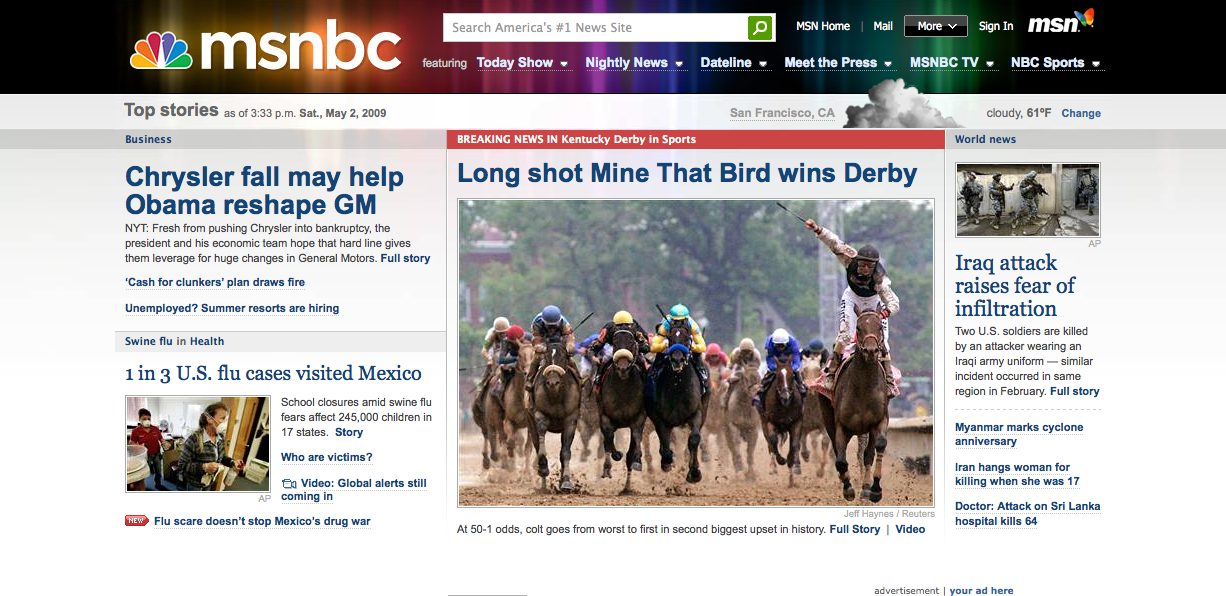 msnbc
Search America's #1 News Site
MSN Home | Mail
More
Sign In
msn
featuring Today Show Nightly News Dateline Meet the Press MSNBC TV NBC Sports
Top stories as of 3:33 p.m. Sat., May 2, 2009
San Francisco, CA
cloudy, 61ºF Change
Business
Chrysler fall may help
Obama reshape GM
NYT: Fresh from pushing Chrysler into bankruptcy, the
president and his economic team hope that hard line gives
them leverage for huge changes in General Motors. Full story
‘Cash for clunkers’ plan draws fire
Unemployed? Summer resorts are hiring
Swine flu in Health
1 in 3 U.S. flu cases visited Mexico
School closures amid swine flu
fears affect 245,000 children in
17 states. Story
Who are victims?
Video: Global alerts still
coming in
AP
NEW Flu scare doesn’t stop Mexico’s drug war
BREAKING NEWS IN Kentucky Derby in Sports
Long shot Mine That Bird wins Derby
Jeff Haynes / Reuters
At 50-1 odds, colt goes from worst to first in second biggest upset in history. Full Story | Video
World news
AP
Iraq attack
raises fear of
infiltration
Two U.S. soldiers are killed
by an attacker wearing an
Iraqi army uniform — similar
incident occurred in same
region in February. Full story
Myanmar marks cyclone
anniversary
Iran hangs woman for
killing when she was 17
Doctor: Attack on Sri Lanka
hospital kills 64
advertisement | your ad here